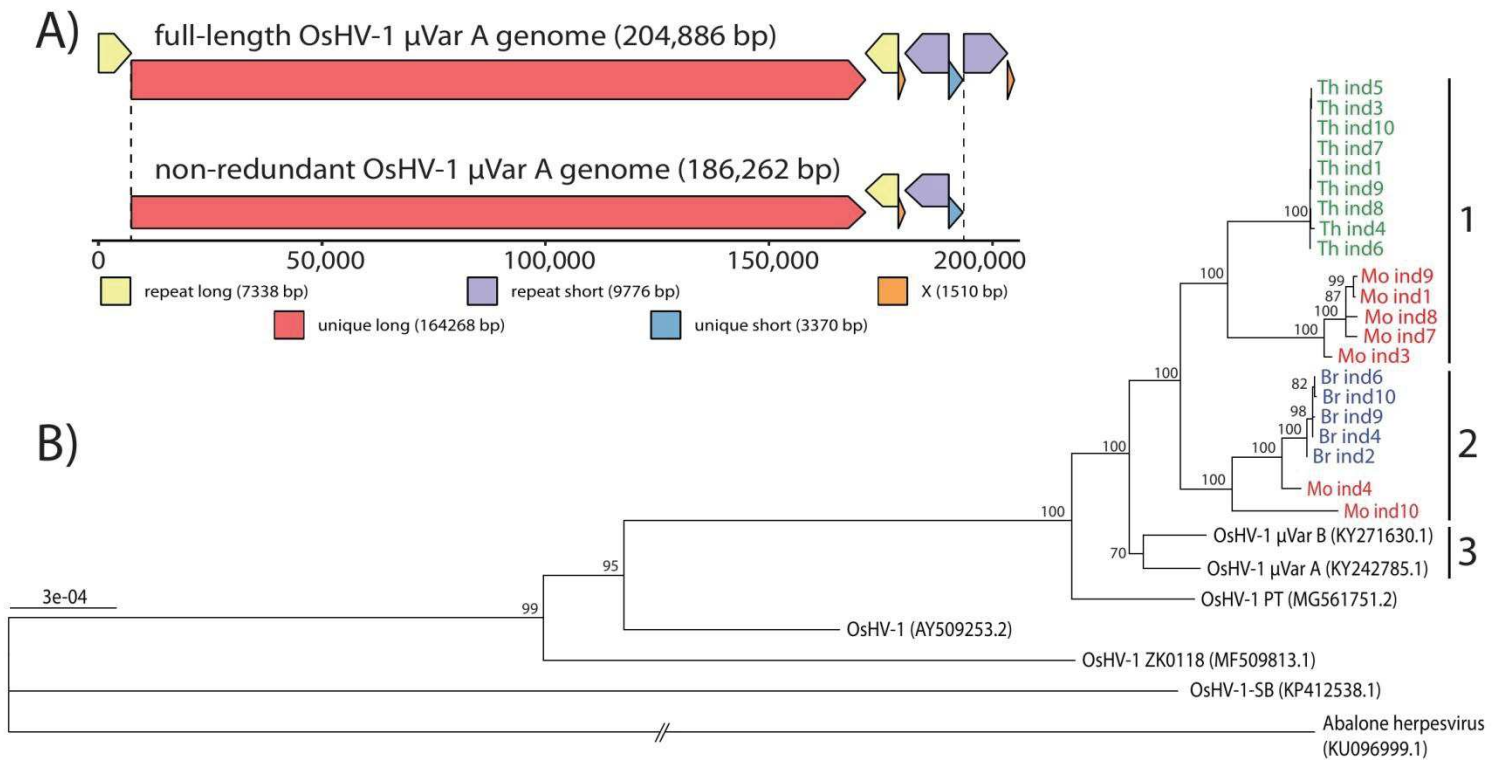 A)
full-length OsHV-1 µVar A genome (204,886 bp)
non-redundant OsHV-1 µVar A genome (186,262 bp)
0 50,000 100,000 150,000 200,000
repeat long (7338 bp) repeat short (9776 bp) X (1510 bp)
unique long (164268 bp) unique short (3370 bp)
B)
Th ind5
Th ind3
Th ind10
Th ind7
Th ind1
Th ind9
Th ind8
Th ind4
Th ind6
100
1
Mo ind9
Mo ind1
Mo ind8
Mo ind7
Mo ind3
99
87
100
100
100
Br ind6
Br ind10
Br ind9
Br ind4
Br ind2
82
98
100
2
Mo ind4
Mo ind10
100
100
100
OsHV-1 µVar B (KY271630.1)
OsHV-1 µVar A (KY242785.1)
70
3
OsHV-1 PT (MG561751.2)
100
OsHV-1 (AY509253.2)
95
OsHV-1 ZK0118 (MF509813.1)
99
OsHV-1-SB (KP412538.1)
Abalone herpesvirus
(KU096999.1)
3e-04